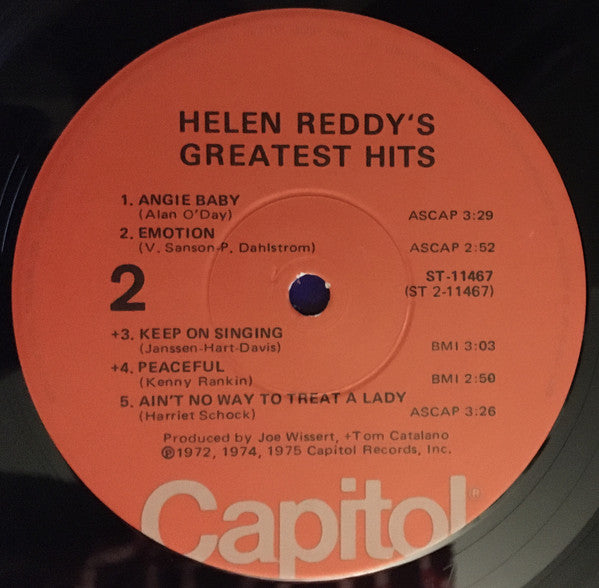 HELEN REDDY'S
GREATEST HITS
1. ANGIE BABY
(Alan O'Day) ASCAP 3:29
2. EMOTION
(V. Sanson-P. Dahlstrom) ASCAP 2:52
2
ST-11467
(ST 2-11467)
+3. KEEP ON SINGING
(Janssen-Hart-Davis) BMI 3:03
+4. PEACEFUL
(Kenny Rankin) BMI 2:50
5. AIN'T NO WAY TO TREAT A LADY
(Harriet Schock) ASCAP 3:26
Produced by Joe Wissert, +Tom Catalano
℗1972, 1974, 1975 Capitol Records, Inc.
Capitol®